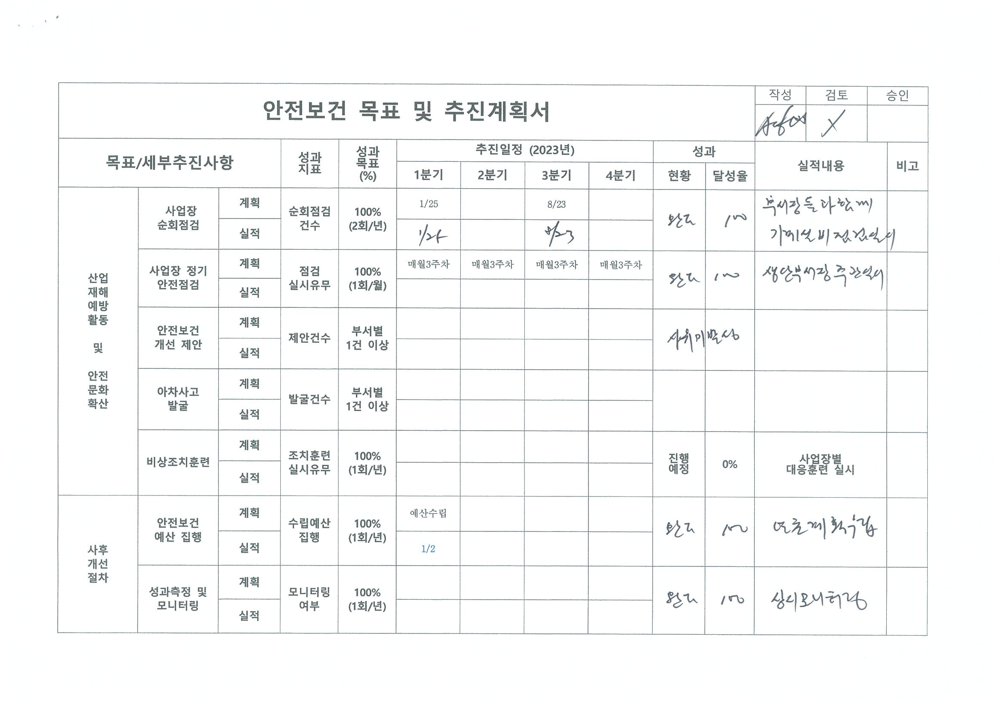 안전보건 목표 및 추진계획서
작성 검토 승인
목표/세부추진사항
성과
지표
성과
목표
(%)
추진일정 (2023년)
1분기 2분기 3분기 4분기
성과
현황 달성율
실적내용
비고
산업
재해
예방
활동
및
안전
문화
확산
사업장
순회점검
계획
실적
순회점검
건수
100%
(2회/년)
1/25 8/23
1/25 8/23
완료 100
부서장들과 함께
기계설비점검실시
사업장 정기
안전점검
계획
실적
점검
실시유무
100%
(1회/월)
매월3주차 매월3주차 매월3주차 매월3주차
완료 100
부서장 주관
안전보건
개선 제안
계획
실적
제안건수
부서별
1건 이상
사유미발생
아차사고
발굴
계획
실적
발굴건수
부서별
1건 이상
비상조치훈련
계획
실적
조치훈련
실시유무
100%
(1회/년)
진행
예정
0%
사업장별
대응훈련 실시
사후
개선
절차
안전보건
예산 집행
계획
실적
수립예산
집행
100%
(1회/년)
예산수립
1/2
완료 100
계획수립
성과측정 및
모니터링
계획
실적
모니터링
여부
100%
(1회/년)
완료 100
상시모니터링